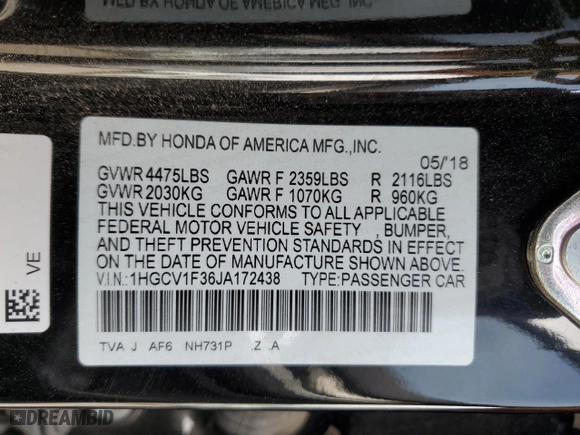 MFD.BY HONDA OF AMERICA MFG.,INC.
05/'18
GVWR 4475LBS GAWR F 2359LBS R 2116LBS
GVWR 2030KG GAWR F 1070KG R 960KG
THIS VEHICLE CONFORMS TO ALL APPLICABLE
FEDERAL MOTOR VEHICLE SAFETY , BUMPER,
AND THEFT PREVENTION STANDARDS IN EFFECT
ON THE DATE OF MANUFACTURE SHOWN ABOVE.
V.I.N.: 1HGCV1F36JA172438 TYPE:PASSENGER CAR
TVA J AF6 NH731P .Z .A
VE
DREAMBID